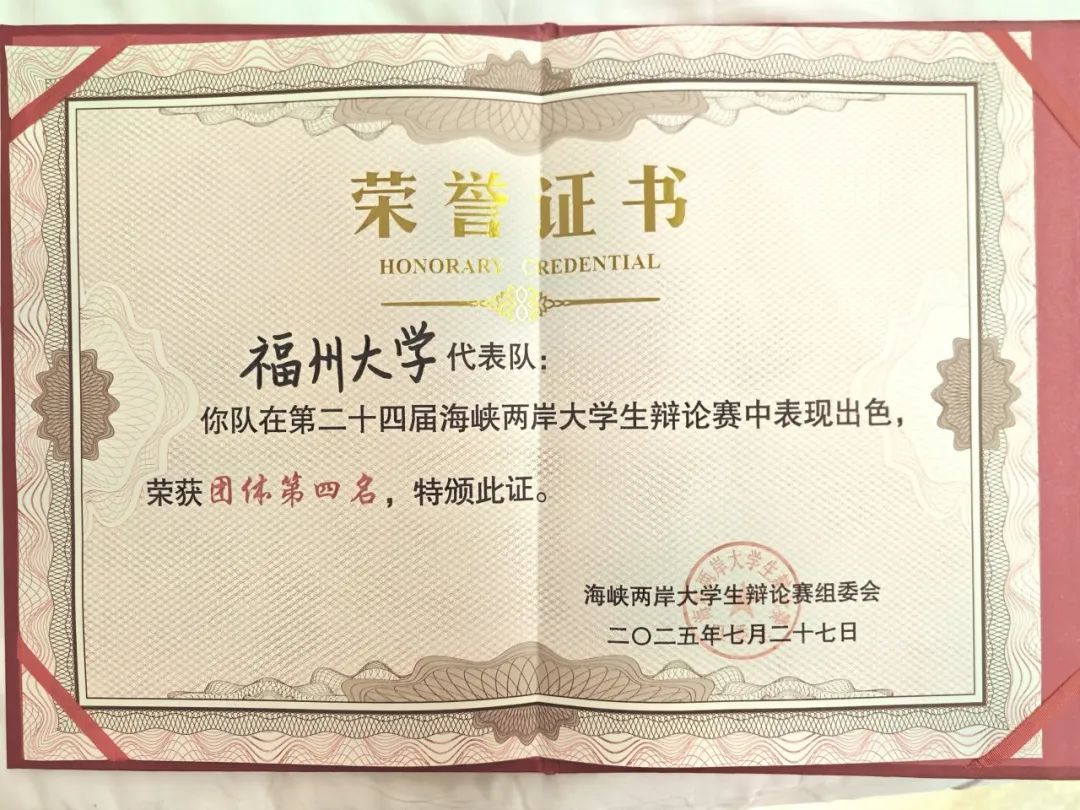 荣誉证书
HONORARY CREDENTIAL
福州大学代表队：
你队在第二十四届海峡两岸大学生辩论赛中表现出色，
荣获团体第四名，特颁此证。
海峡两岸大学生辩论赛组委会
二〇二五年七月二十七日